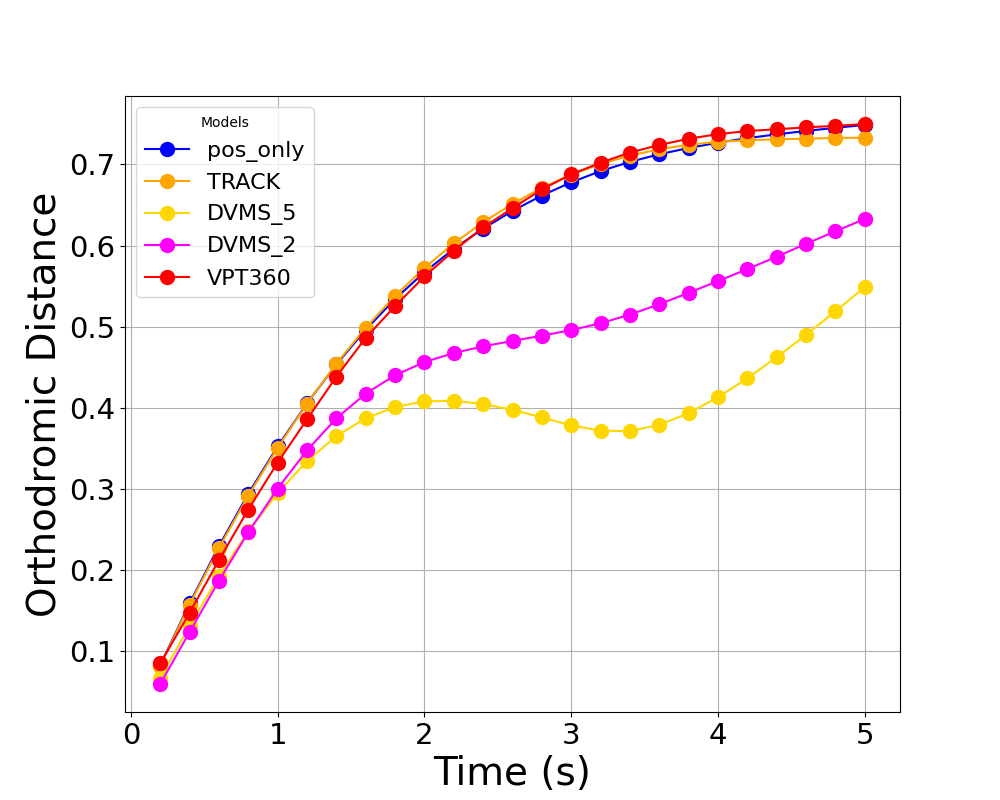 Models
pos_only
TRACK
DVMS_5
DVMS_2
VPT360
Orthodromic Distance
0.7
0.6
0.5
0.4
0.3
0.2
0.1
0 1 2 3 4 5
Time (s)